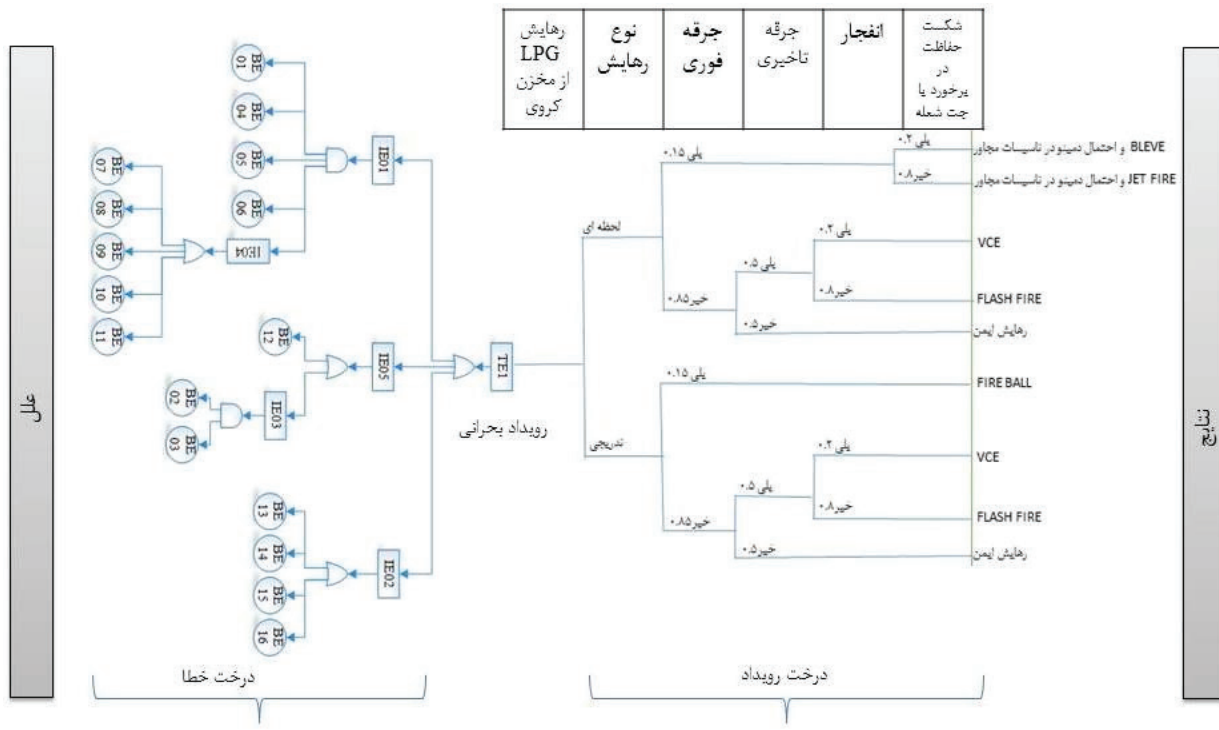 رهایش
LPG
از مخزن
کروی
نوع
رهایش
جرقه
فوری
جرقه
تاخیری
انفجار
شکست
حفاظت
در
برخورد با
جت شعله
علل
BE
01
BE
04
BE
05
BE
06
BE
07
BE
08
BE
09
BE
10
BE
11
IE01
IE04
BE
12
IE05
IE03
BE
02
BE
03
BE
13
BE
14
BE
15
BE
16
IE02
TE1
رویداد بحرانی
لحظه ای
بلی ۰.۱۵
بلی ۰.۲
BLEVE و احتمال دمینو در تاسیسات مجاور
خیر ۰.۸
JET FIRE و احتمال دمینو در تاسیسات مجاور
خیر ۰.۸۵
بلی ۰.۵
بلی ۰.۲
VCE
خیر ۰.۸
FLASH FIRE
خیر ۰.۵
رهایش ایمن
تدریجی
بلی ۰.۱۵
FIRE BALL
خیر ۰.۸۵
بلی ۰.۵
بلی ۰.۲
VCE
خیر ۰.۸
FLASH FIRE
خیر ۰.۵
رهایش ایمن
نتایج
درخت خطا
درخت رویداد